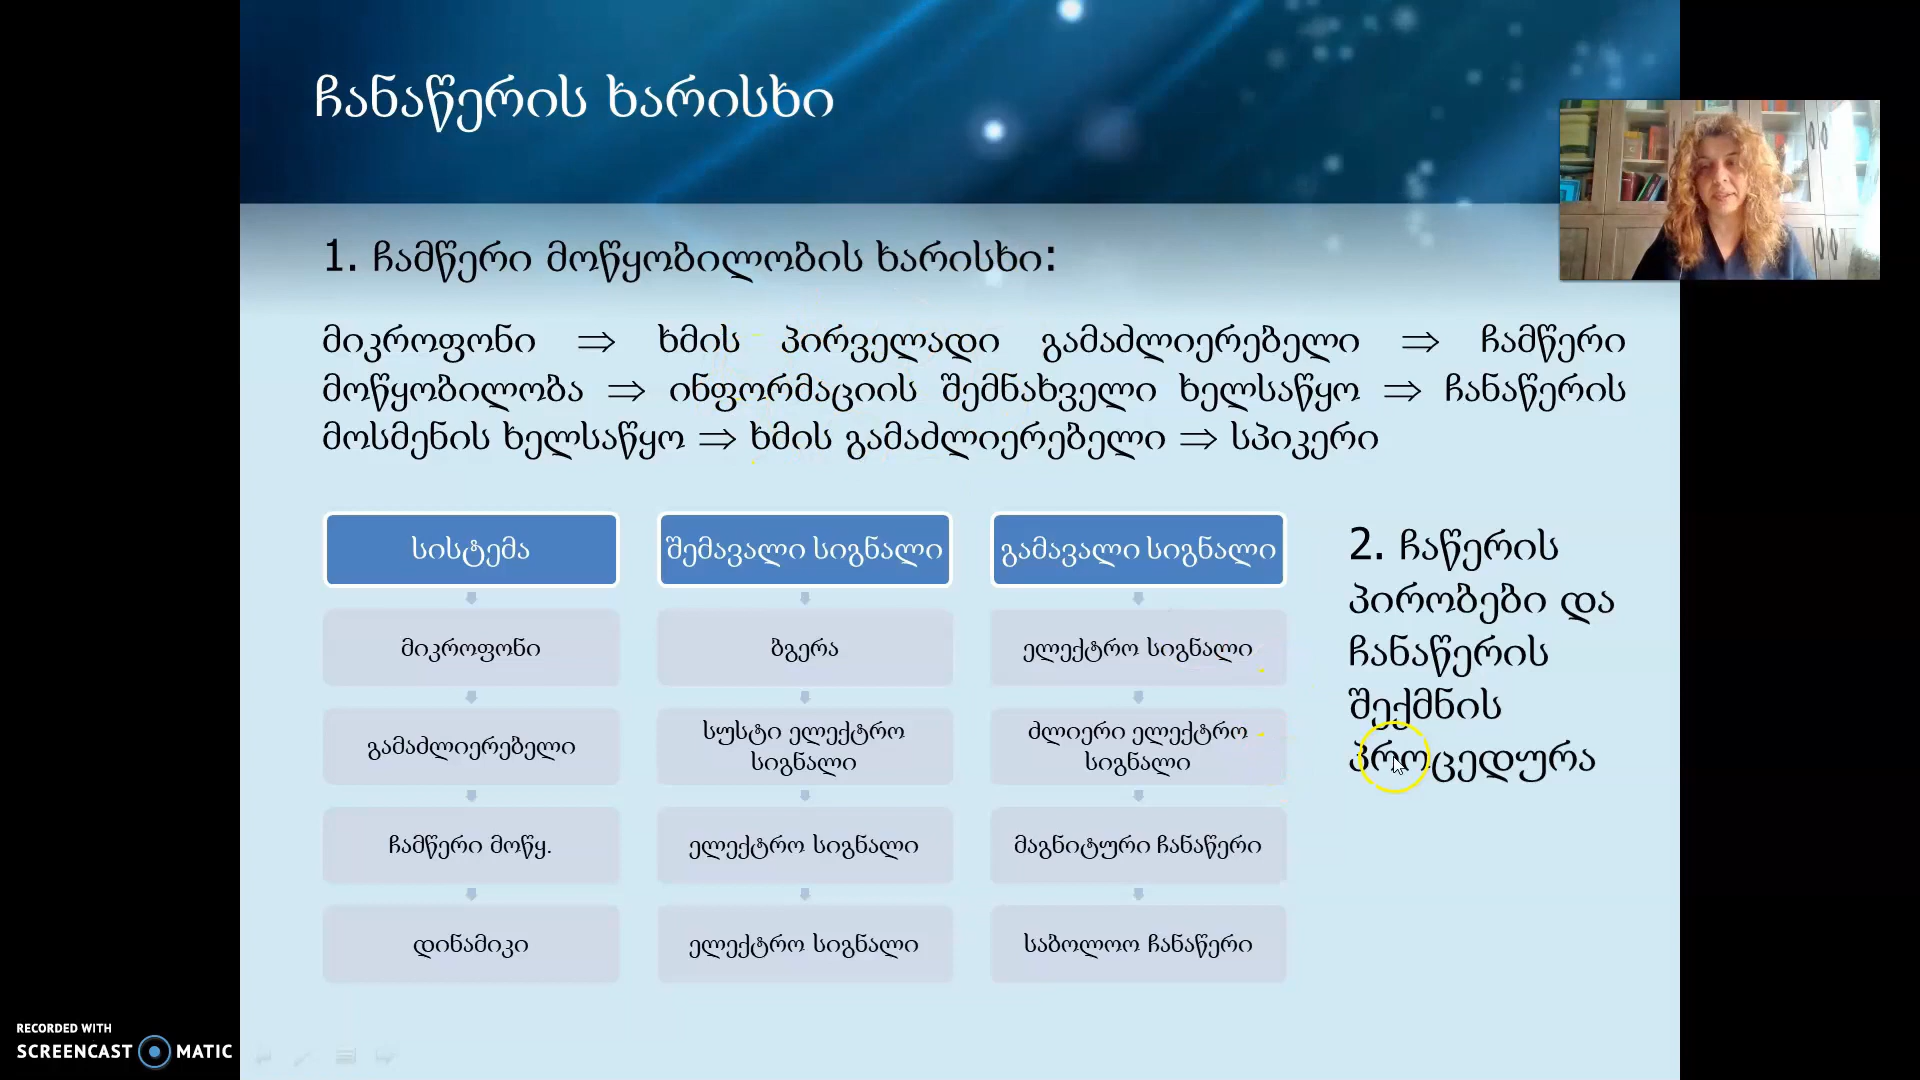 ჩანაწერის ხარისხი
1. ჩამწერი მოწყობილობის ხარისხი:
მიკროფონი ⇒ ხმის პირველადი გამაძლიერებელი ⇒ ჩამწერი
მოწყობილობა ⇒ ინფორმაციის შემნახველი ხელსაწყო ⇒ ჩანაწერის
მოსმენის ხელსაწყო ⇒ ხმის გამაძლიერებელი ⇒ სპიკერი
სისტემა
მიკროფონი
გამაძლიერებელი
ჩამწერი მოწყ.
დინამიკი
შემავალი სიგნალი
ბგერა
სუსტი ელექტრო
სიგნალი
ელექტრო სიგნალი
ელექტრო სიგნალი
გამავალი სიგნალი
ელექტრო სიგნალი
ძლიერი ელექტრო
სიგნალი
მაგნიტური ჩანაწერი
საბოლოო ჩანაწერი
2. ჩაწერის
პირობები და
ჩანაწერის
შექმნის
პროცედურა
RECORDED WITH
SCREENCAST MATIC